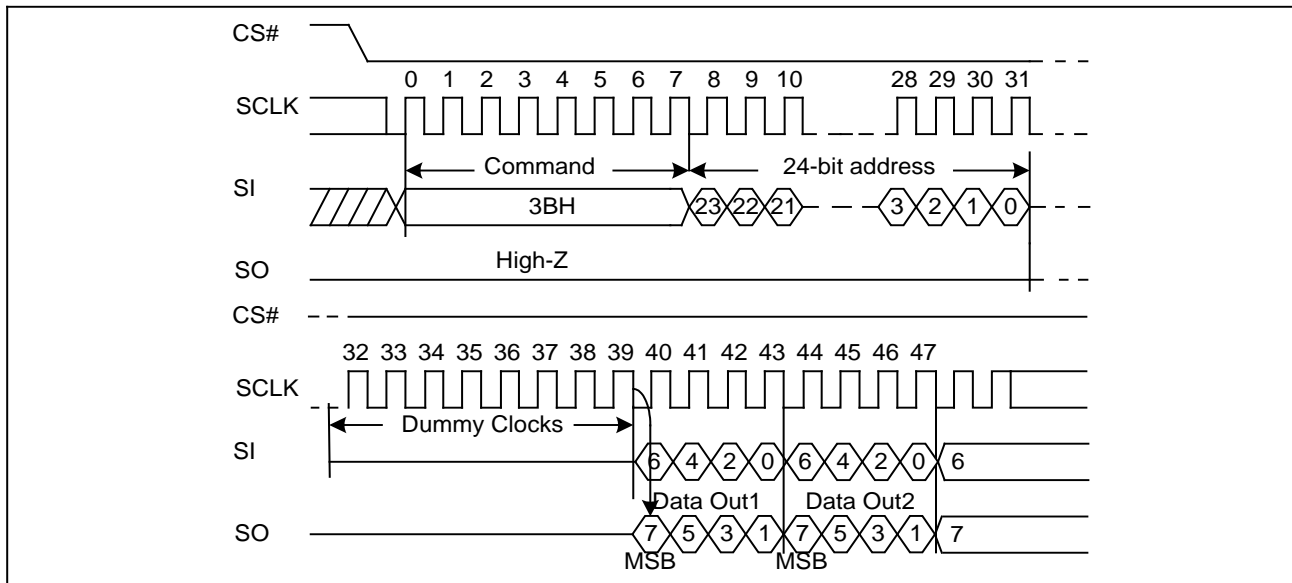 CS#
0 1 2 3 4 5 6 7 8 9 10 28 29 30 31
SCLK
Command 24-bit address
SI
3BH 23 22 21 3 2 1 0
High-Z
SO
CS#
32 33 34 35 36 37 38 39 40 41 42 43 44 45 46 47
SCLK
Dummy Clocks
SI
6 4 2 0 6 4 2 0 6
Data Out1 Data Out2
SO
7 5 3 1 7 5 3 1 7
MSB MSB